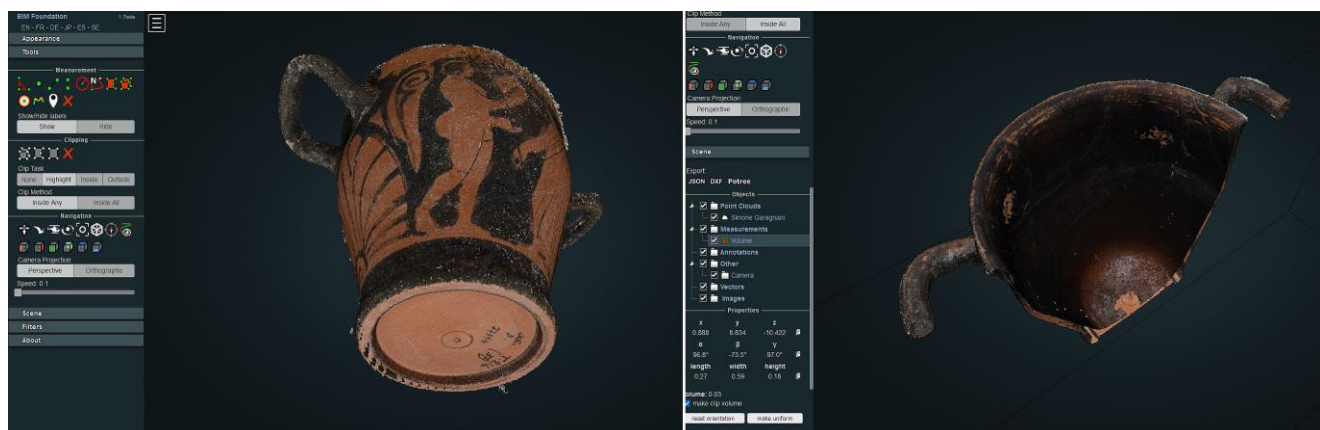 BIM Foundation
EN - FR - DE - JP - ES - SE
Appearance
Tools
Measurement
Show/Hide labels
Show Hide
Clipping
Clip Task
None Highlight Inside Outside
Clip Method
Inside Any Inside All
Navigation
Camera Projection
Perspective Orthographic
Speed: 0.1
Scene
Filters
About
Clip Method
Inside Any Inside All
Navigation
Camera Projection
Perspective Orthographic
Speed: 0.1
Scene
Export:
JSON DXF Potree
Objects
Point Clouds
Simone Garagnani
Measurements
Volume
Annotations
Other
Camera
Vectors
Images
Properties
x y z
0.888 8.834 -10.422
α β γ
96.8° -73.5° 97.0°
length width height
0.27 0.59 0.18
olume: 0.03
make clip volume
reset orientation make uniform